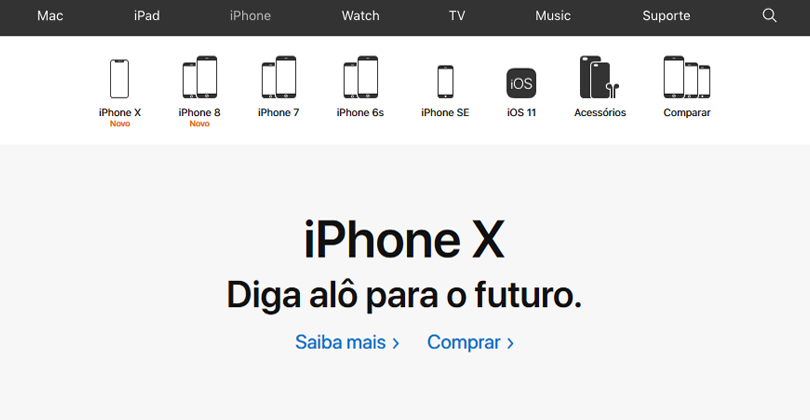 Mac iPad iPhone Watch TV Music Suporte
iOS
iPhone X iPhone 8 iPhone 7 iPhone 6s iPhone SE iOS 11 Acessórios Comparar
Novo Novo
iPhone X
Diga alô para o futuro.
Saiba mais > Comprar >